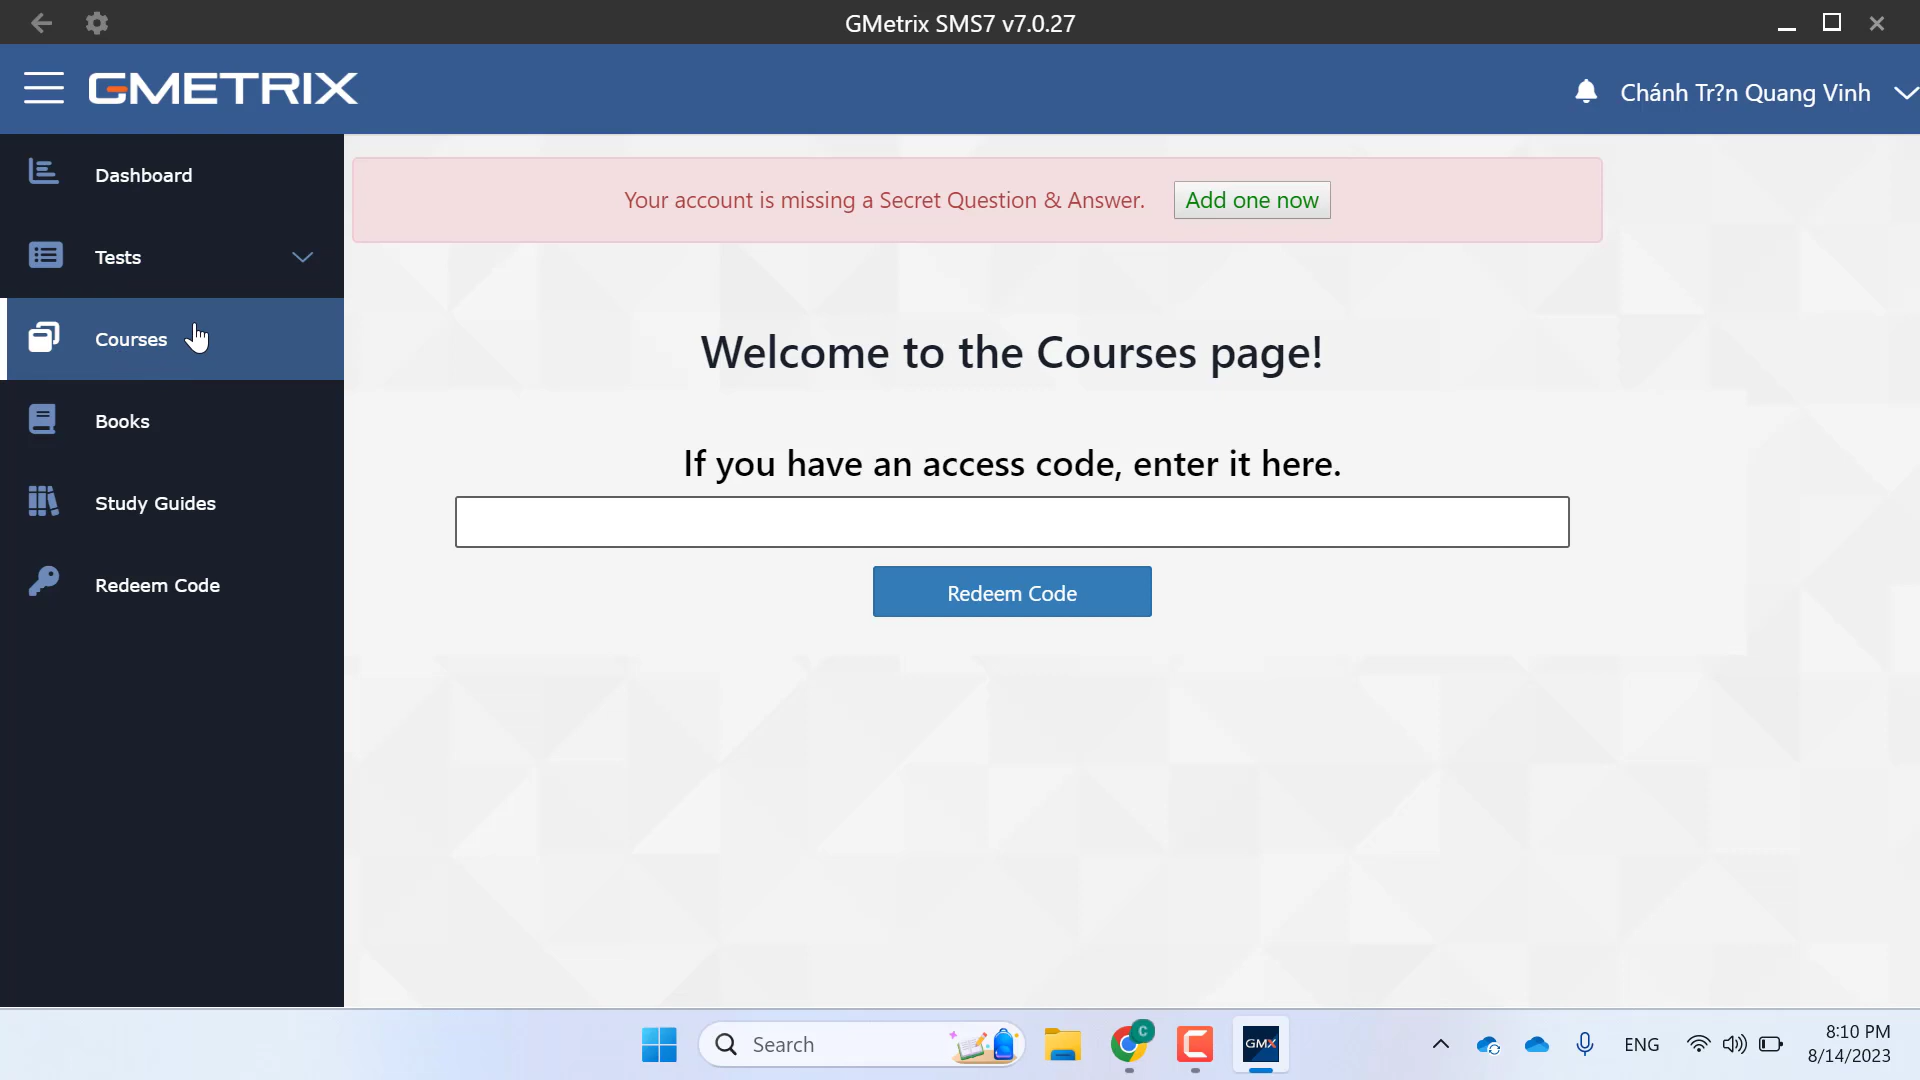 GMetrix SMS7 v7.0.27
GMETRIX
Chánh Tr?n Quang Vinh
Dashboard
Tests
Courses
Books
Study Guides
Redeem Code
Your account is missing a Secret Question & Answer.
Add one now
Welcome to the Courses page!
If you have an access code, enter it here.
Redeem Code
Search
C
GMX
ENG
8:10 PM
8/14/2023